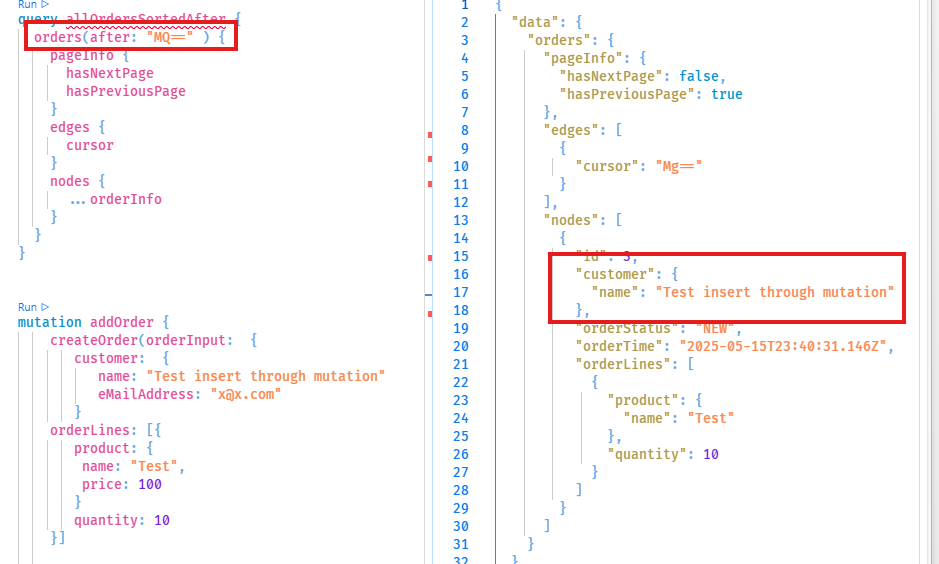 Run ▷
query allOrdersSortedAfter {
orders(after: "MQ==" ) {
pageInfo {
hasNextPage
hasPreviousPage
}
edges {
cursor
}
nodes {
...orderInfo
}
}
}
Run ▷
mutation addOrder {
createOrder(orderInput: {
customer: {
name: "Test insert through mutation"
eMailAddress: "x@x.com"
}
orderLines: [{
product: {
name: "Test",
price: 100
}
quantity: 10
}]
1 {
2 "data": {
3 "orders": {
4 "pageInfo": {
5 "hasNextPage": false,
6 "hasPreviousPage": true
7 },
8 "edges": [
9 {
10 "cursor": "Mg=="
11 }
12 ],
13 "nodes": [
14 {
15 "id": 3,
16 "customer": {
17 "name": "Test insert through mutation"
18 },
19 "orderStatus": "NEW",
20 "orderTime": "2025-05-15T23:40:31.146Z",
21 "orderLines": [
22 {
23 "product": {
24 "name": "Test"
25 },
26 "quantity": 10
27 }
28 ]
29 }
30 ]
31 }
32 }